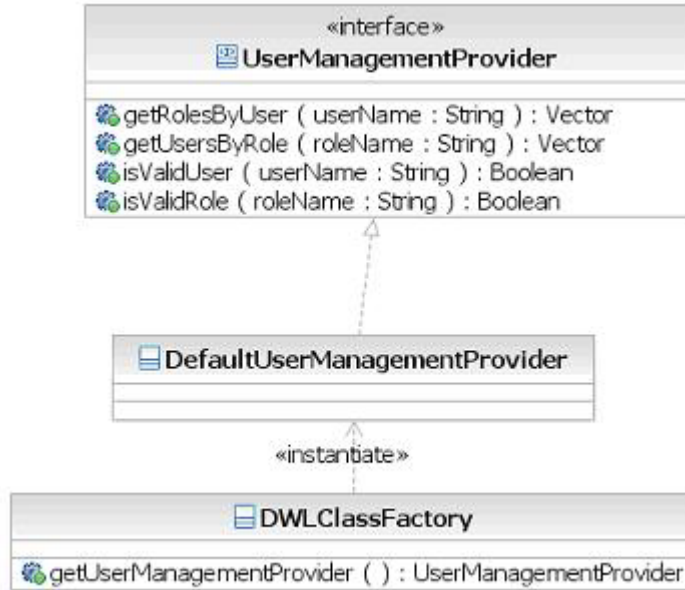 «interface»
UserManagementProvider
getRolesByUser ( userName : String ) : Vector
getUsersByRole ( roleName : String ) : Vector
isValidUser ( userName : String ) : Boolean
isValidRole ( roleName : String ) : Boolean
DefaultUserManagementProvider
«instantiate»
DWLClassFactory
getUserManagementProvider ( ) : UserManagementProvider